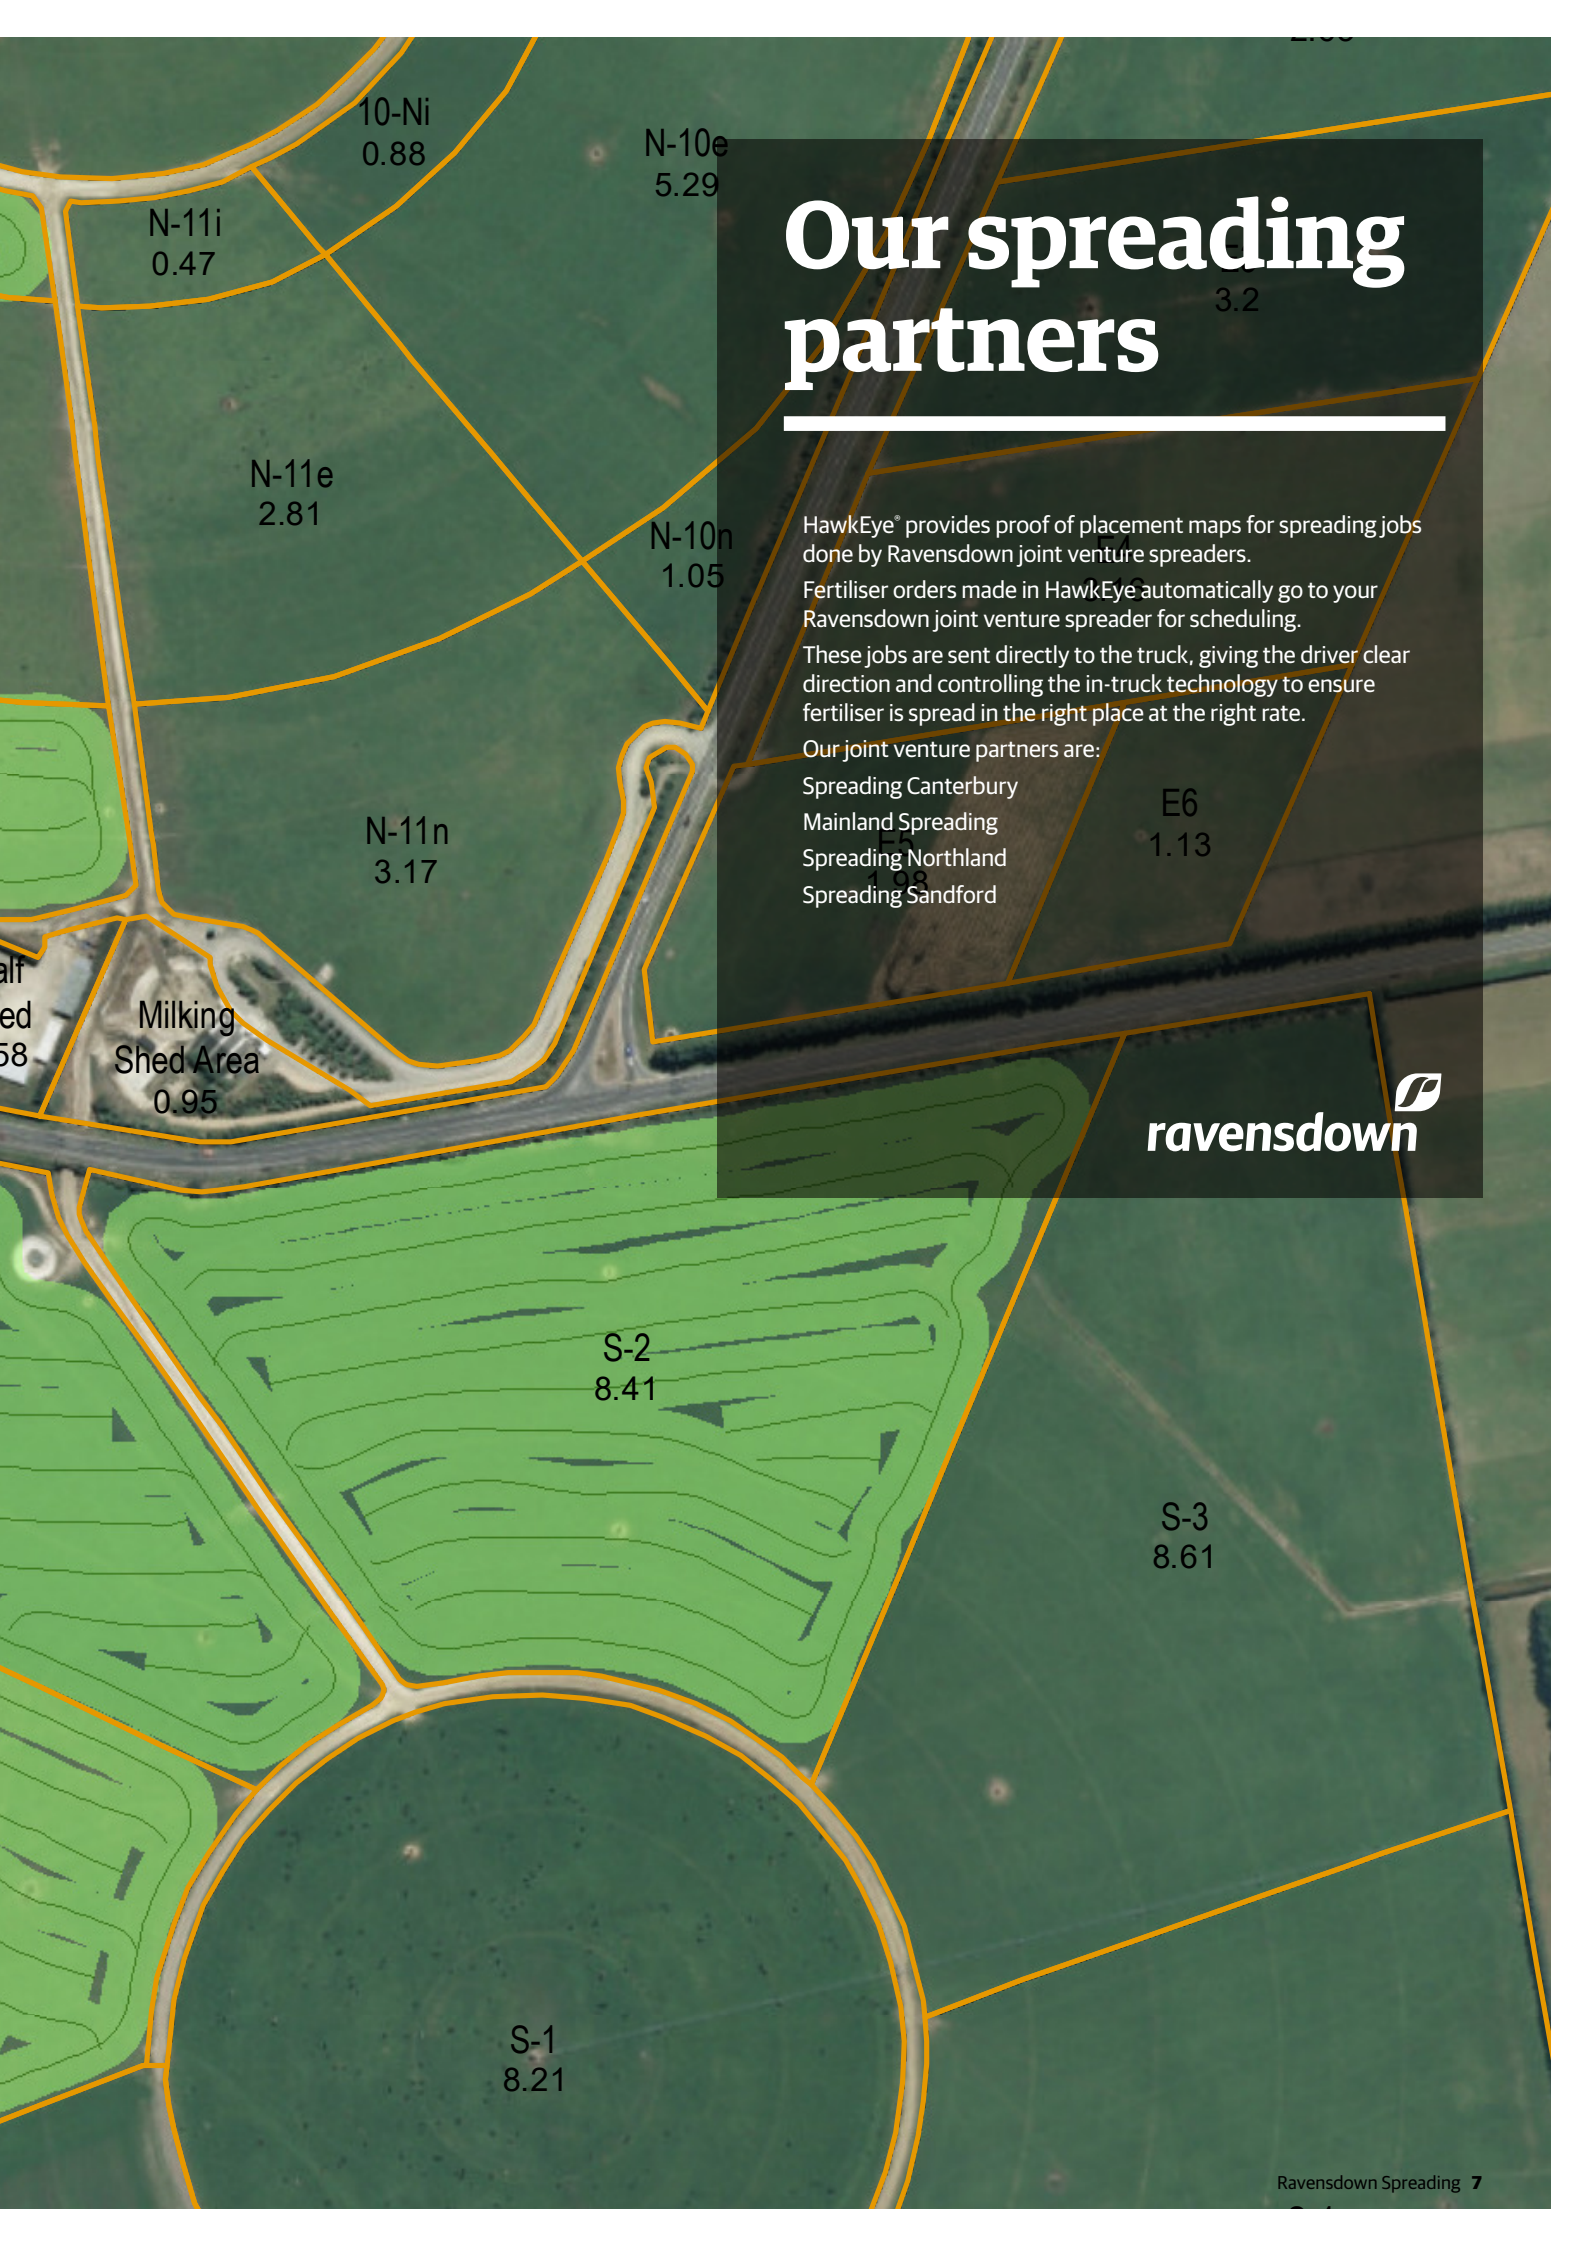 10-Ni
0.88
N-10e
5.29
N-11i
0.47
Our spreading
partners
3.2
N-11e
2.81
N-10n
1.05
HawkEye® provides proof of placement maps for spreading jobs
done by Ravensdown joint venture spreaders.
Fertiliser orders made in HawkEye automatically go to your
Ravensdown joint venture spreader for scheduling.
These jobs are sent directly to the truck, giving the driver clear
direction and controlling the in-truck technology to ensure
fertiliser is spread in the right place at the right rate.
Our joint venture partners are:
Spreading Canterbury
Mainland Spreading
Spreading Northland
Spreading Sandford
E4
E5
1.98
E6
1.13
N-11n
3.17
Milking
Shed Area
0.95
ravensdown
S-2
8.41
S-3
8.61
S-1
8.21
Ravensdown Spreading 7